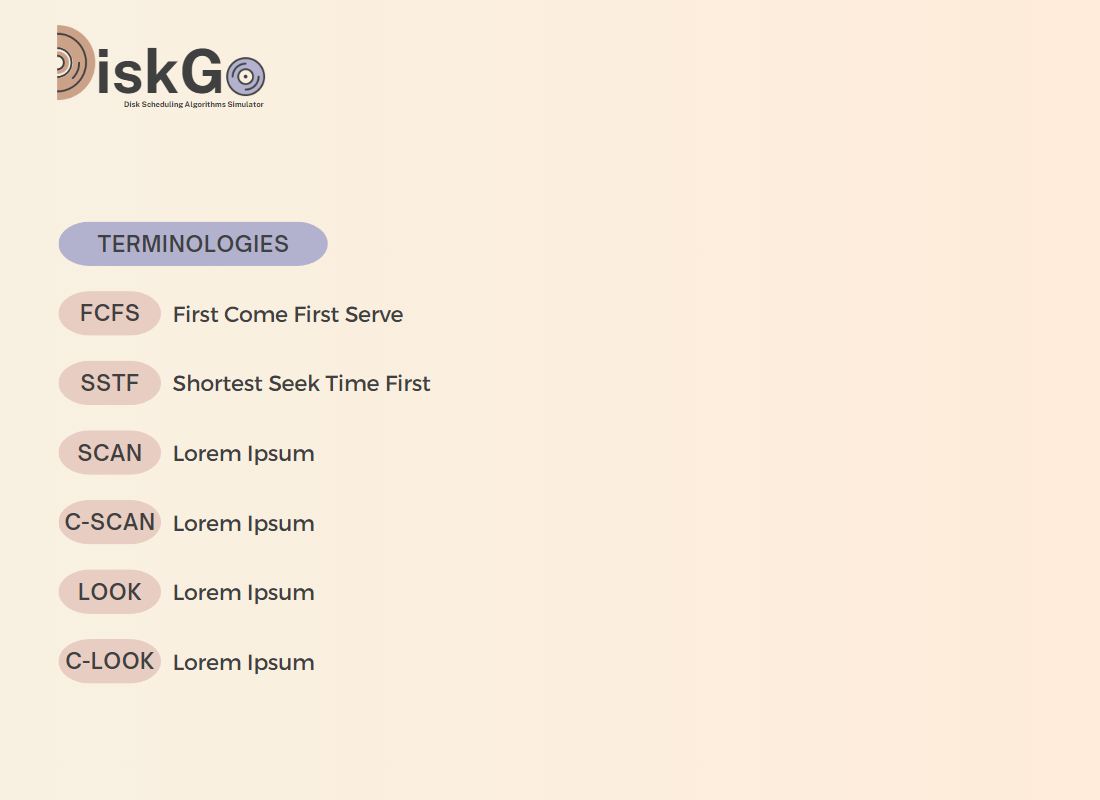 DiskGo
Disk Scheduling Algorithms Simulator
TERMINOLOGIES
FCFS First Come First Serve
SSTF Shortest Seek Time First
SCAN Lorem Ipsum
C-SCAN Lorem Ipsum
LOOK Lorem Ipsum
C-LOOK Lorem Ipsum